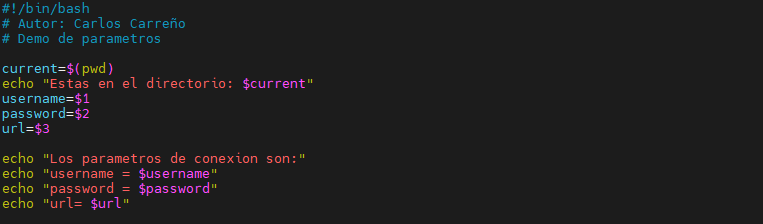 #!/bin/bash
# Autor: Carlos Carreño
# Demo de parametros
current=$(pwd)
echo "Estas en el directorio: $current"
username=$1
password=$2
url=$3
echo "Los parametros de conexion son:"
echo "username = $username"
echo "password = $password"
echo "url= $url"